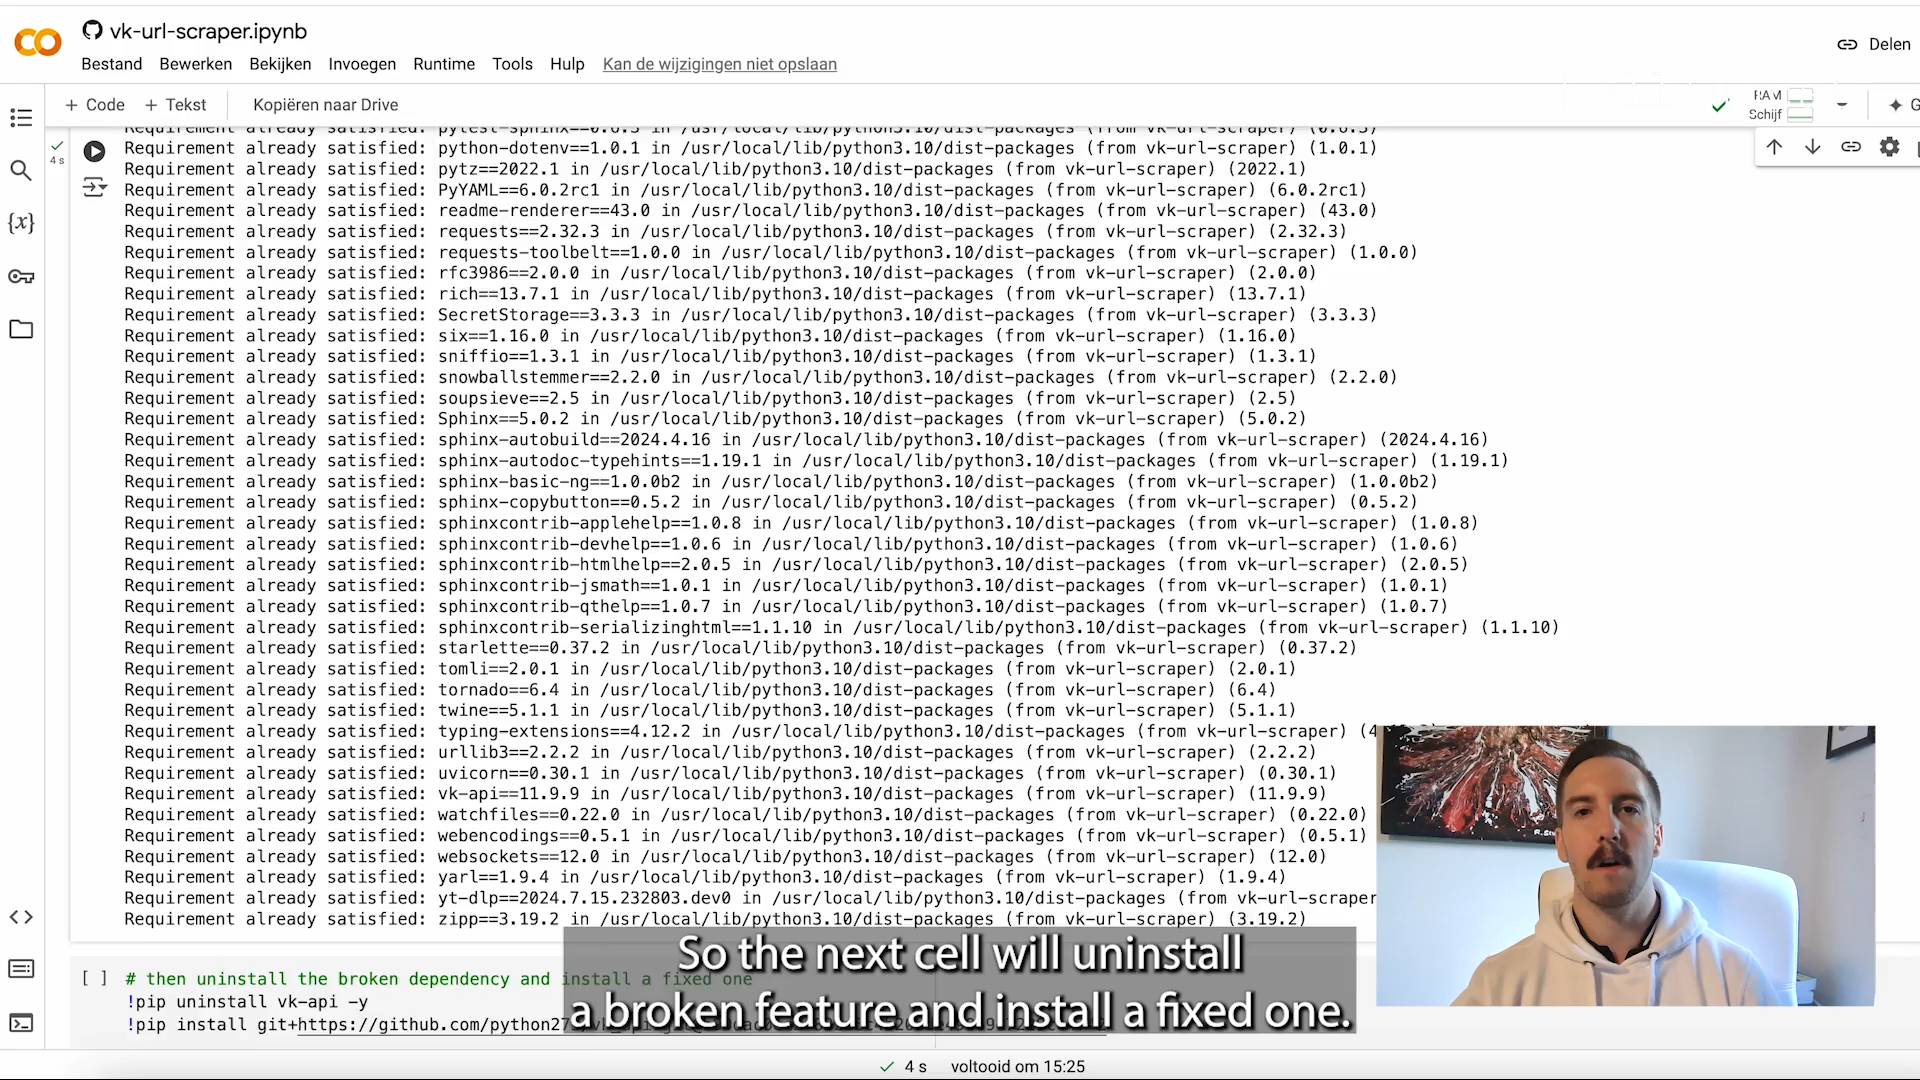 vk-url-scraper.ipynb
Bestand Bewerken Bekijken Invoegen Runtime Tools Hulp Kan de wijzigingen niet opslaan
Delen
+ Code + Tekst Kopiëren naar Drive
RAM
Schijf
4 s
Requirement already satisfied: pytest-sphinx==0.6.3 in /usr/local/lib/python3.10/dist-packages (from vk-url-scraper) (0.6.3)
Requirement already satisfied: python-dotenv==1.0.1 in /usr/local/lib/python3.10/dist-packages (from vk-url-scraper) (1.0.1)
Requirement already satisfied: pytz==2022.1 in /usr/local/lib/python3.10/dist-packages (from vk-url-scraper) (2022.1)
Requirement already satisfied: PyYAML==6.0.2rc1 in /usr/local/lib/python3.10/dist-packages (from vk-url-scraper) (6.0.2rc1)
Requirement already satisfied: readme-renderer==43.0 in /usr/local/lib/python3.10/dist-packages (from vk-url-scraper) (43.0)
Requirement already satisfied: requests==2.32.3 in /usr/local/lib/python3.10/dist-packages (from vk-url-scraper) (2.32.3)
Requirement already satisfied: requests-toolbelt==1.0.0 in /usr/local/lib/python3.10/dist-packages (from vk-url-scraper) (1.0.0)
Requirement already satisfied: rfc3986==2.0.0 in /usr/local/lib/python3.10/dist-packages (from vk-url-scraper) (2.0.0)
Requirement already satisfied: rich==13.7.1 in /usr/local/lib/python3.10/dist-packages (from vk-url-scraper) (13.7.1)
Requirement already satisfied: SecretStorage==3.3.3 in /usr/local/lib/python3.10/dist-packages (from vk-url-scraper) (3.3.3)
Requirement already satisfied: six==1.16.0 in /usr/local/lib/python3.10/dist-packages (from vk-url-scraper) (1.16.0)
Requirement already satisfied: sniffio==1.3.1 in /usr/local/lib/python3.10/dist-packages (from vk-url-scraper) (1.3.1)
Requirement already satisfied: snowballstemmer==2.2.0 in /usr/local/lib/python3.10/dist-packages (from vk-url-scraper) (2.2.0)
Requirement already satisfied: soupsieve==2.5 in /usr/local/lib/python3.10/dist-packages (from vk-url-scraper) (2.5)
Requirement already satisfied: Sphinx==5.0.2 in /usr/local/lib/python3.10/dist-packages (from vk-url-scraper) (5.0.2)
Requirement already satisfied: sphinx-autobuild==2024.4.16 in /usr/local/lib/python3.10/dist-packages (from vk-url-scraper) (2024.4.16)
Requirement already satisfied: sphinx-autodoc-typehints==1.19.1 in /usr/local/lib/python3.10/dist-packages (from vk-url-scraper) (1.19.1)
Requirement already satisfied: sphinx-basic-ng==1.0.0b2 in /usr/local/lib/python3.10/dist-packages (from vk-url-scraper) (1.0.0b2)
Requirement already satisfied: sphinx-copybutton==0.5.2 in /usr/local/lib/python3.10/dist-packages (from vk-url-scraper) (0.5.2)
Requirement already satisfied: sphinxcontrib-applehelp==1.0.8 in /usr/local/lib/python3.10/dist-packages (from vk-url-scraper) (1.0.8)
Requirement already satisfied: sphinxcontrib-devhelp==1.0.6 in /usr/local/lib/python3.10/dist-packages (from vk-url-scraper) (1.0.6)
Requirement already satisfied: sphinxcontrib-htmlhelp==2.0.5 in /usr/local/lib/python3.10/dist-packages (from vk-url-scraper) (2.0.5)
Requirement already satisfied: sphinxcontrib-jsmath==1.0.1 in /usr/local/lib/python3.10/dist-packages (from vk-url-scraper) (1.0.1)
Requirement already satisfied: sphinxcontrib-qthelp==1.0.7 in /usr/local/lib/python3.10/dist-packages (from vk-url-scraper) (1.0.7)
Requirement already satisfied: sphinxcontrib-serializinghtml==1.1.10 in /usr/local/lib/python3.10/dist-packages (from vk-url-scraper) (1.1.10)
Requirement already satisfied: starlette==0.37.2 in /usr/local/lib/python3.10/dist-packages (from vk-url-scraper) (0.37.2)
Requirement already satisfied: tomli==2.0.1 in /usr/local/lib/python3.10/dist-packages (from vk-url-scraper) (2.0.1)
Requirement already satisfied: tornado==6.4 in /usr/local/lib/python3.10/dist-packages (from vk-url-scraper) (6.4)
Requirement already satisfied: twine==5.1.1 in /usr/local/lib/python3.10/dist-packages (from vk-url-scraper) (5.1.1)
Requirement already satisfied: typing-extensions==4.12.2 in /usr/local/lib/python3.10/dist-packages (from vk-url-scraper)
Requirement already satisfied: urllib3==2.2.2 in /usr/local/lib/python3.10/dist-packages (from vk-url-scraper) (2.2.2)
Requirement already satisfied: uvicorn==0.30.1 in /usr/local/lib/python3.10/dist-packages (from vk-url-scraper) (0.30.1)
Requirement already satisfied: vk-api==11.9.9 in /usr/local/lib/python3.10/dist-packages (from vk-url-scraper) (11.9.9)
Requirement already satisfied: watchfiles==0.22.0 in /usr/local/lib/python3.10/dist-packages (from vk-url-scraper) (0.22.0)
Requirement already satisfied: webencodings==0.5.1 in /usr/local/lib/python3.10/dist-packages (from vk-url-scraper) (0.5.1)
Requirement already satisfied: websockets==12.0 in /usr/local/lib/python3.10/dist-packages (from vk-url-scraper) (12.0)
Requirement already satisfied: yarl==1.9.4 in /usr/local/lib/python3.10/dist-packages (from vk-url-scraper) (1.9.4)
Requirement already satisfied: yt-dlp==2024.7.15.232803.dev0 in /usr/local/lib/python3.10/dist-packages (from vk-url-scraper
Requirement already satisfied: zipp==3.19.2 in /usr/local/lib/python3.10/dist-packages (from vk-url-scraper) (3.19.2)
[ ] # then uninstall the broken dependency and install a fixed one
!pip uninstall vk-api -y
!pip install git+https://github.com/python27
So the next cell will uninstall
a broken feature and install a fixed one.
4 s voltooid om 15:25